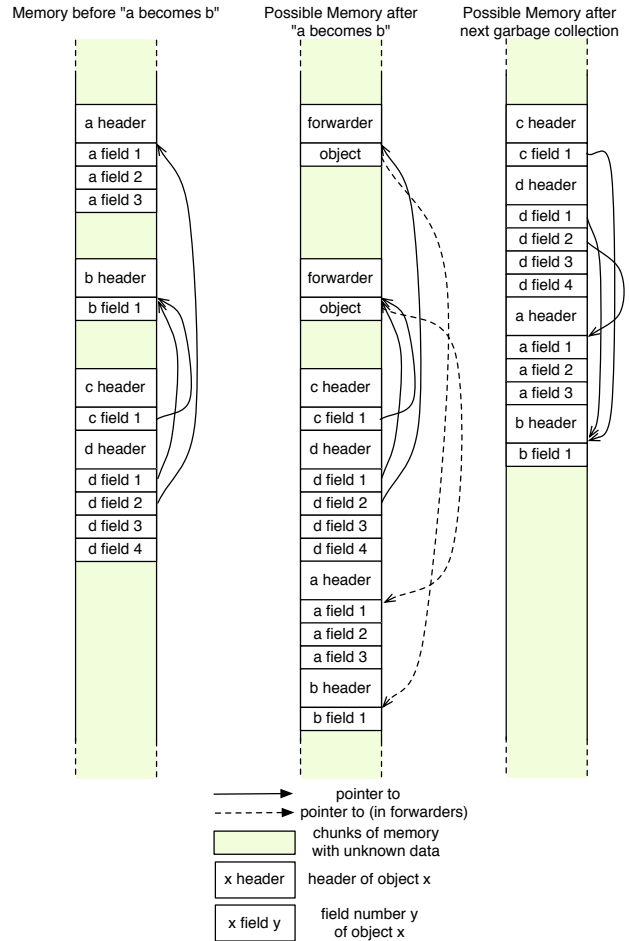 Memory before "a becomes b"
a header
a field 1
a field 2
a field 3
b header
b field 1
c header
c field 1
d header
d field 1
d field 2
d field 3
d field 4
Possible Memory after
"a becomes b"
forwarder
object
forwarder
object
c header
c field 1
d header
d field 1
d field 2
d field 3
d field 4
a header
a field 1
a field 2
a field 3
b header
b field 1
Possible Memory after
next garbage collection
c header
c field 1
d header
d field 1
d field 2
d field 3
d field 4
a header
a field 1
a field 2
a field 3
b header
b field 1
pointer to
pointer to (in forwarders)
chunks of memory
with unknown data
x header
header of object x
x field y
field number y
of object x